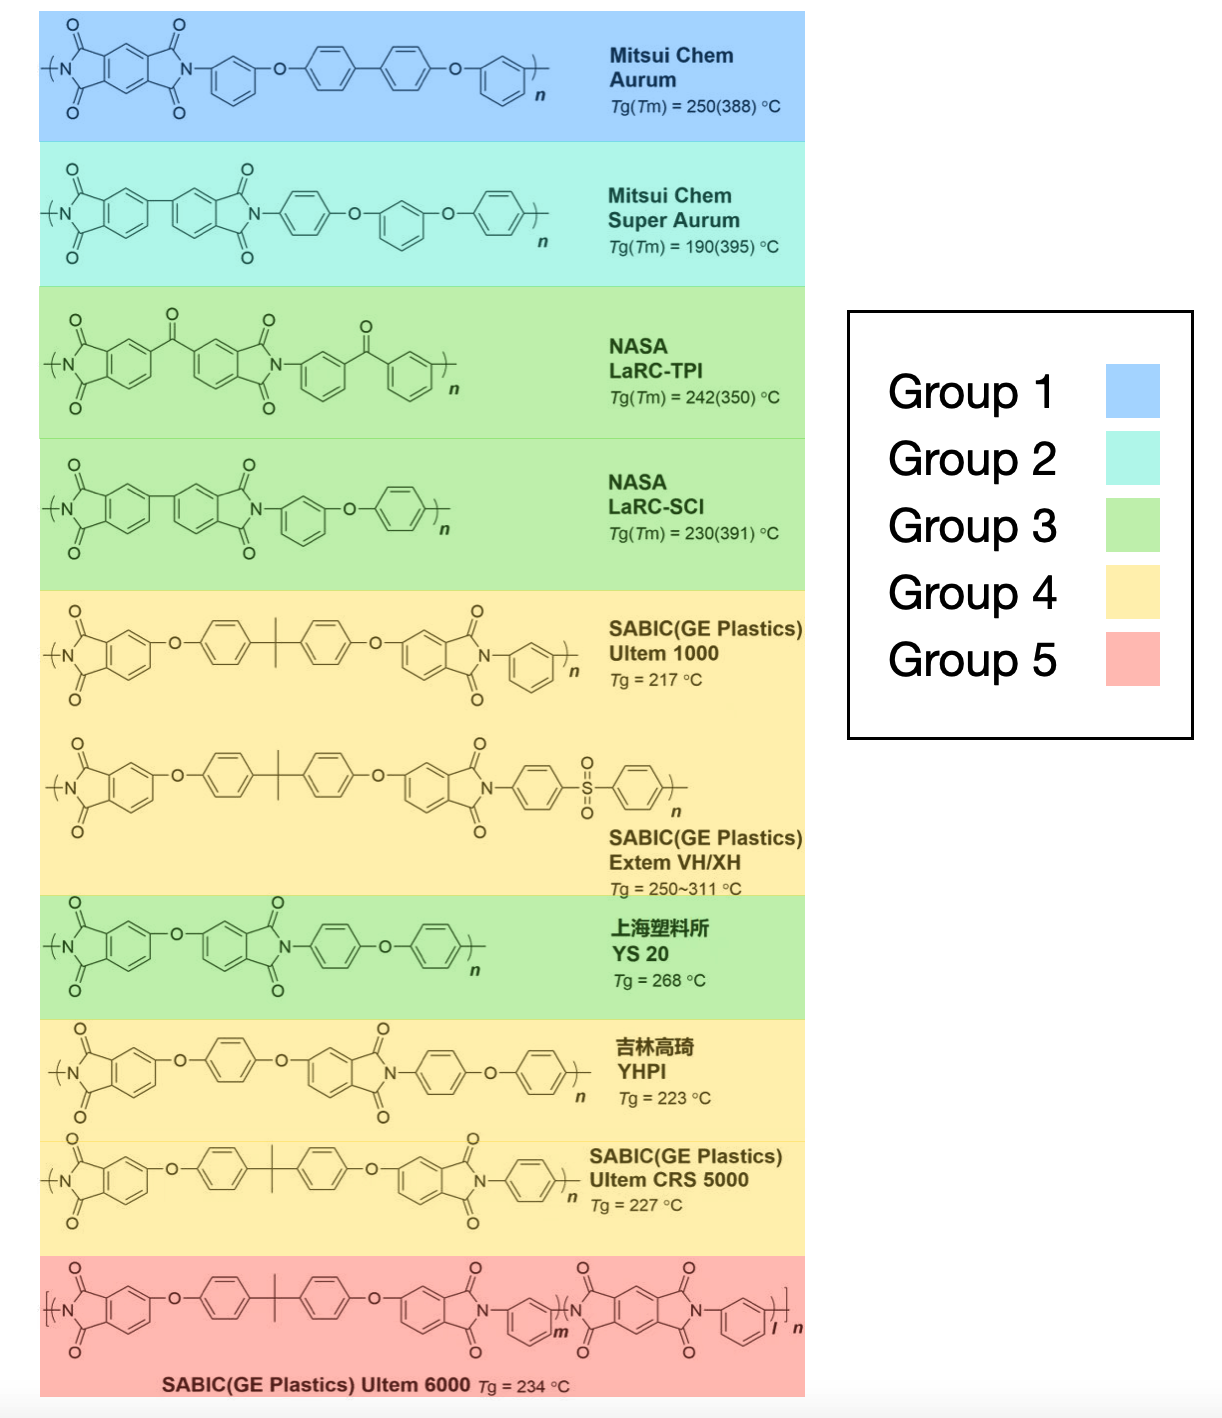 Mitsui Chem
Aurum
Tg(Tm) = 250(388) °C
O O
N N
O O
O O
n
Mitsui Chem
Super Aurum
Tg(Tm) = 190(395) °C
O O
N N
O O
O O
n
NASA
LaRC-TPI
Tg(Tm) = 242(350) °C
O O O O
N N
O O
n
NASA
LaRC-SCI
Tg(Tm) = 230(391) °C
O O
N N
O
O O
n
SABIC(GE Plastics)
Ultem 1000
Tg = 217 °C
O O
O O
N N
O O
n
O O
O O
N N
O S O
O O
n
SABIC(GE Plastics)
Extem VH/XH
Tg = 250~311 °C
上海塑料所
YS 20
Tg = 268 °C
O O
O
N N O
O O
n
吉林高琦
YHPI
Tg = 223 °C
O O
O O
N N O
O O
n
SABIC(GE Plastics)
Ultem CRS 5000
Tg = 227 °C
O O
O O
N N
O O
n
O O O O
O O
N N N N
O O O O
m l n
SABIC(GE Plastics) Ultem 6000 Tg = 234 °C
Group 1
Group 2
Group 3
Group 4
Group 5